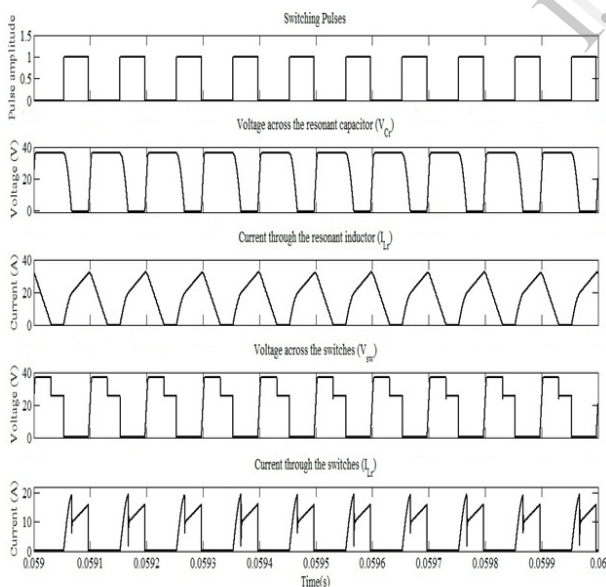 Switching Pulses
Pulse amplitude
1.5
1
0.5
0
Voltage across the resonant capacitor (V_Cr)
Voltage (V)
40
20
0
Current through the resonant inductor (I_Lr)
Current (A)
40
20
0
Voltage across the switches (V_sw)
Voltage (V)
40
20
0
Current through the switches (I_Lr)
Current (A)
20
10
0
0.059 0.0591 0.0592 0.0593 0.0594 0.0595 0.0596 0.0597 0.0598 0.0599 0.06
Time(s)